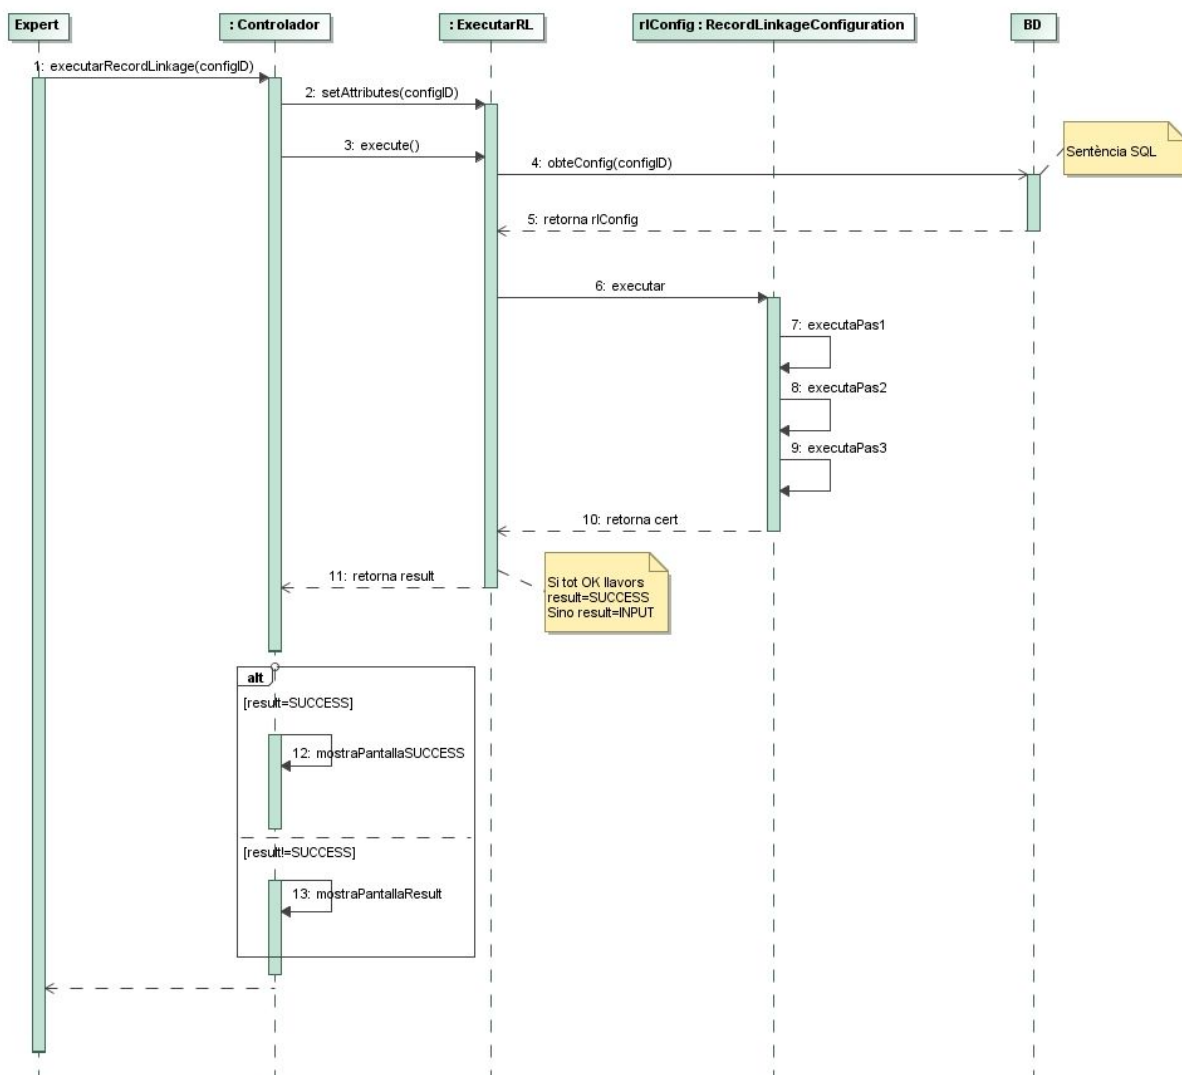 Expert
: Controlador
: ExecutarRL
rlConfig : RecordLinkageConfiguration
BD
1: executarRecordLinkage(configID)
2: setAttributes(configID)
3: execute()
4: obteConfig(configID)
Sentència SQL
5: retorna rlConfig
6: executar
7: executaPas1
8: executaPas2
9: executaPas3
10: retorna cert
11: retorna result
Si tot OK llavors
result=SUCCESS
Sino result=INPUT
alt
[result=SUCCESS]
12: mostraPantallaSUCCESS
[result!=SUCCESS]
13: mostraPantallaResult